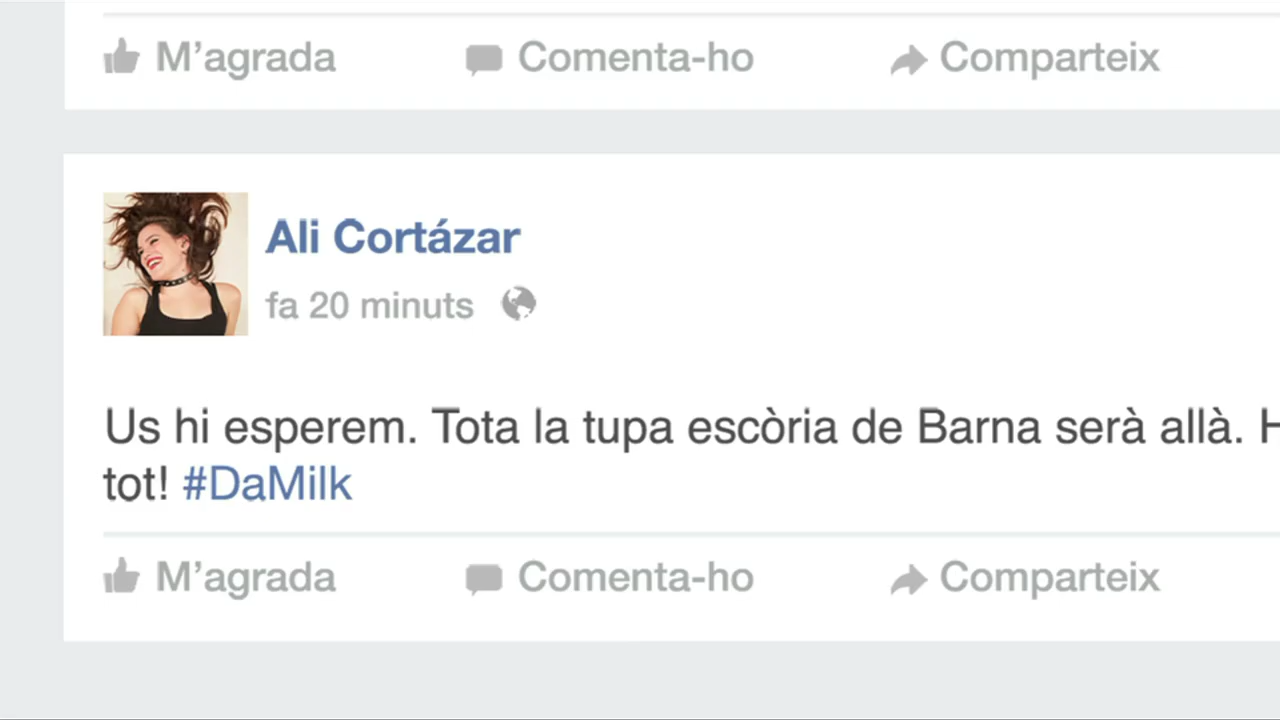 M’agrada Comenta-ho Comparteix
Ali Cortázar
fa 20 minuts
Us hi esperem. Tota la tupa escòria de Barna serà allà.
tot! #DaMilk
M’agrada Comenta-ho Comparteix